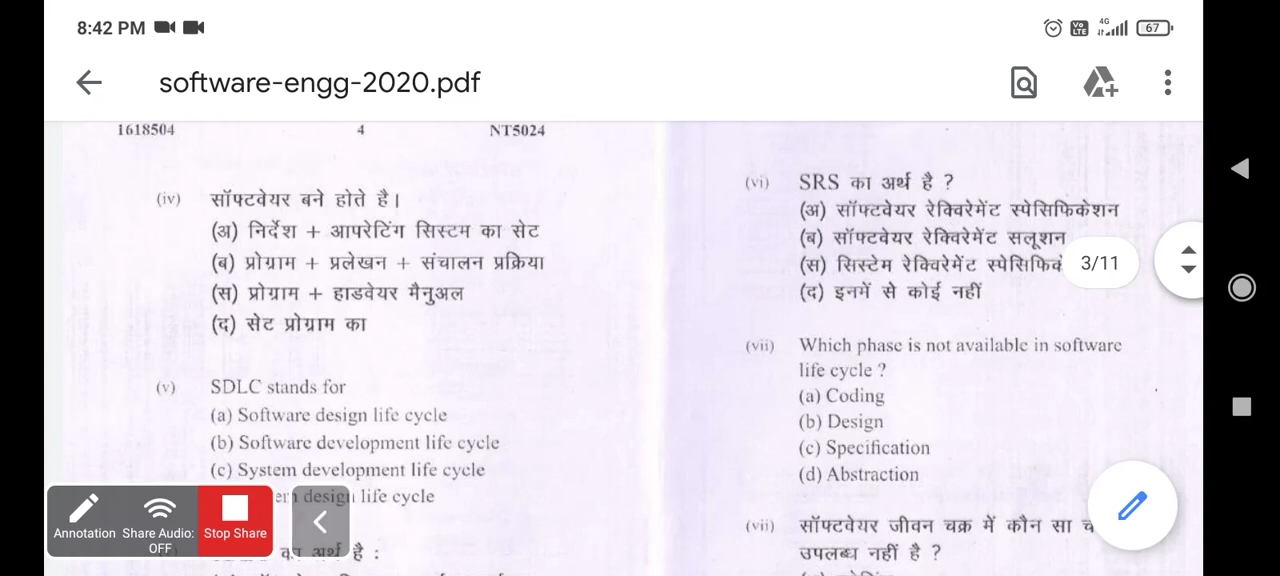 8:42 PM
4G
Vo LTE
67
software-engg-2020.pdf
1618504 4 NT5024
(iv) सॉफ्टवेयर बने होते है।
(अ) निर्देश + आपरेटिंग सिस्टम का सेट
(ब) प्रोग्राम + प्रलेखन + संचालन प्रक्रिया
(स) प्रोग्राम + हाडवेयर मैनुअल
(द) सेट प्रोग्राम का
(v) SDLC stands for
(a) Software design life cycle
(b) Software development life cycle
(c) System development life cycle
design life cycle
का अर्थ है :
(vi) SRS का अर्थ है ?
(अ) सॉफ्टवेयर रेक्विरेमेंट स्पेसिफिकेशन
(ब) सॉफ्टवेयर रेक्विरेमेंट सलूशन
(स) सिस्टेम रेक्विरेमेंट
(द) इनमें से कोई नहीं
3/11
(vii) Which phase is not available in software
life cycle ?
(a) Coding
(b) Design
(c) Specification
(d) Abstraction
(vii) सॉफ्टवेयर जीवन चक्र में कौन सा
उपलब्ध नहीं है ?
Annotation
Share Audio:
OFF
Stop Share